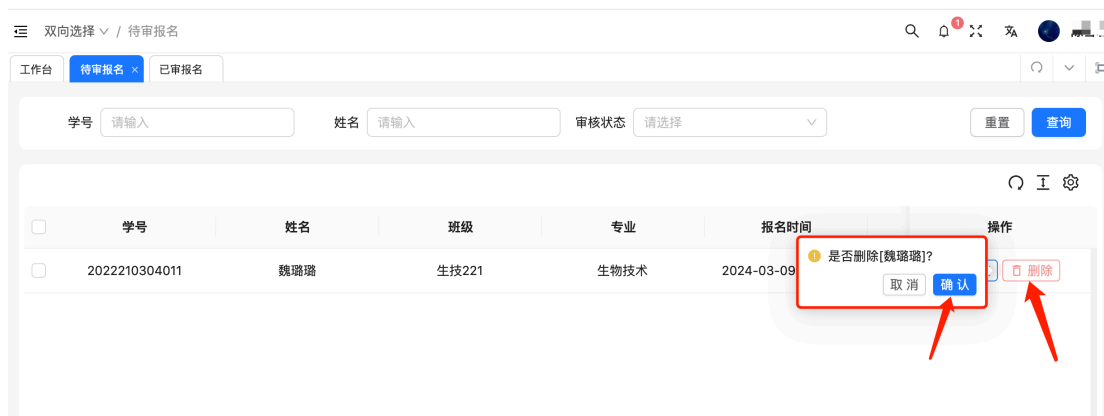 双向选择 / 待审报名
1
工作台 待审报名 × 已审报名
学号 请输入 姓名 请输入 审核状态 请选择 重置 查询
学号 姓名 班级 专业 报名时间 操作
是否删除[魏璐璐]?
2022210304011 魏璐璐 生技221 生物技术 2024-03-09 删除
取消 确认